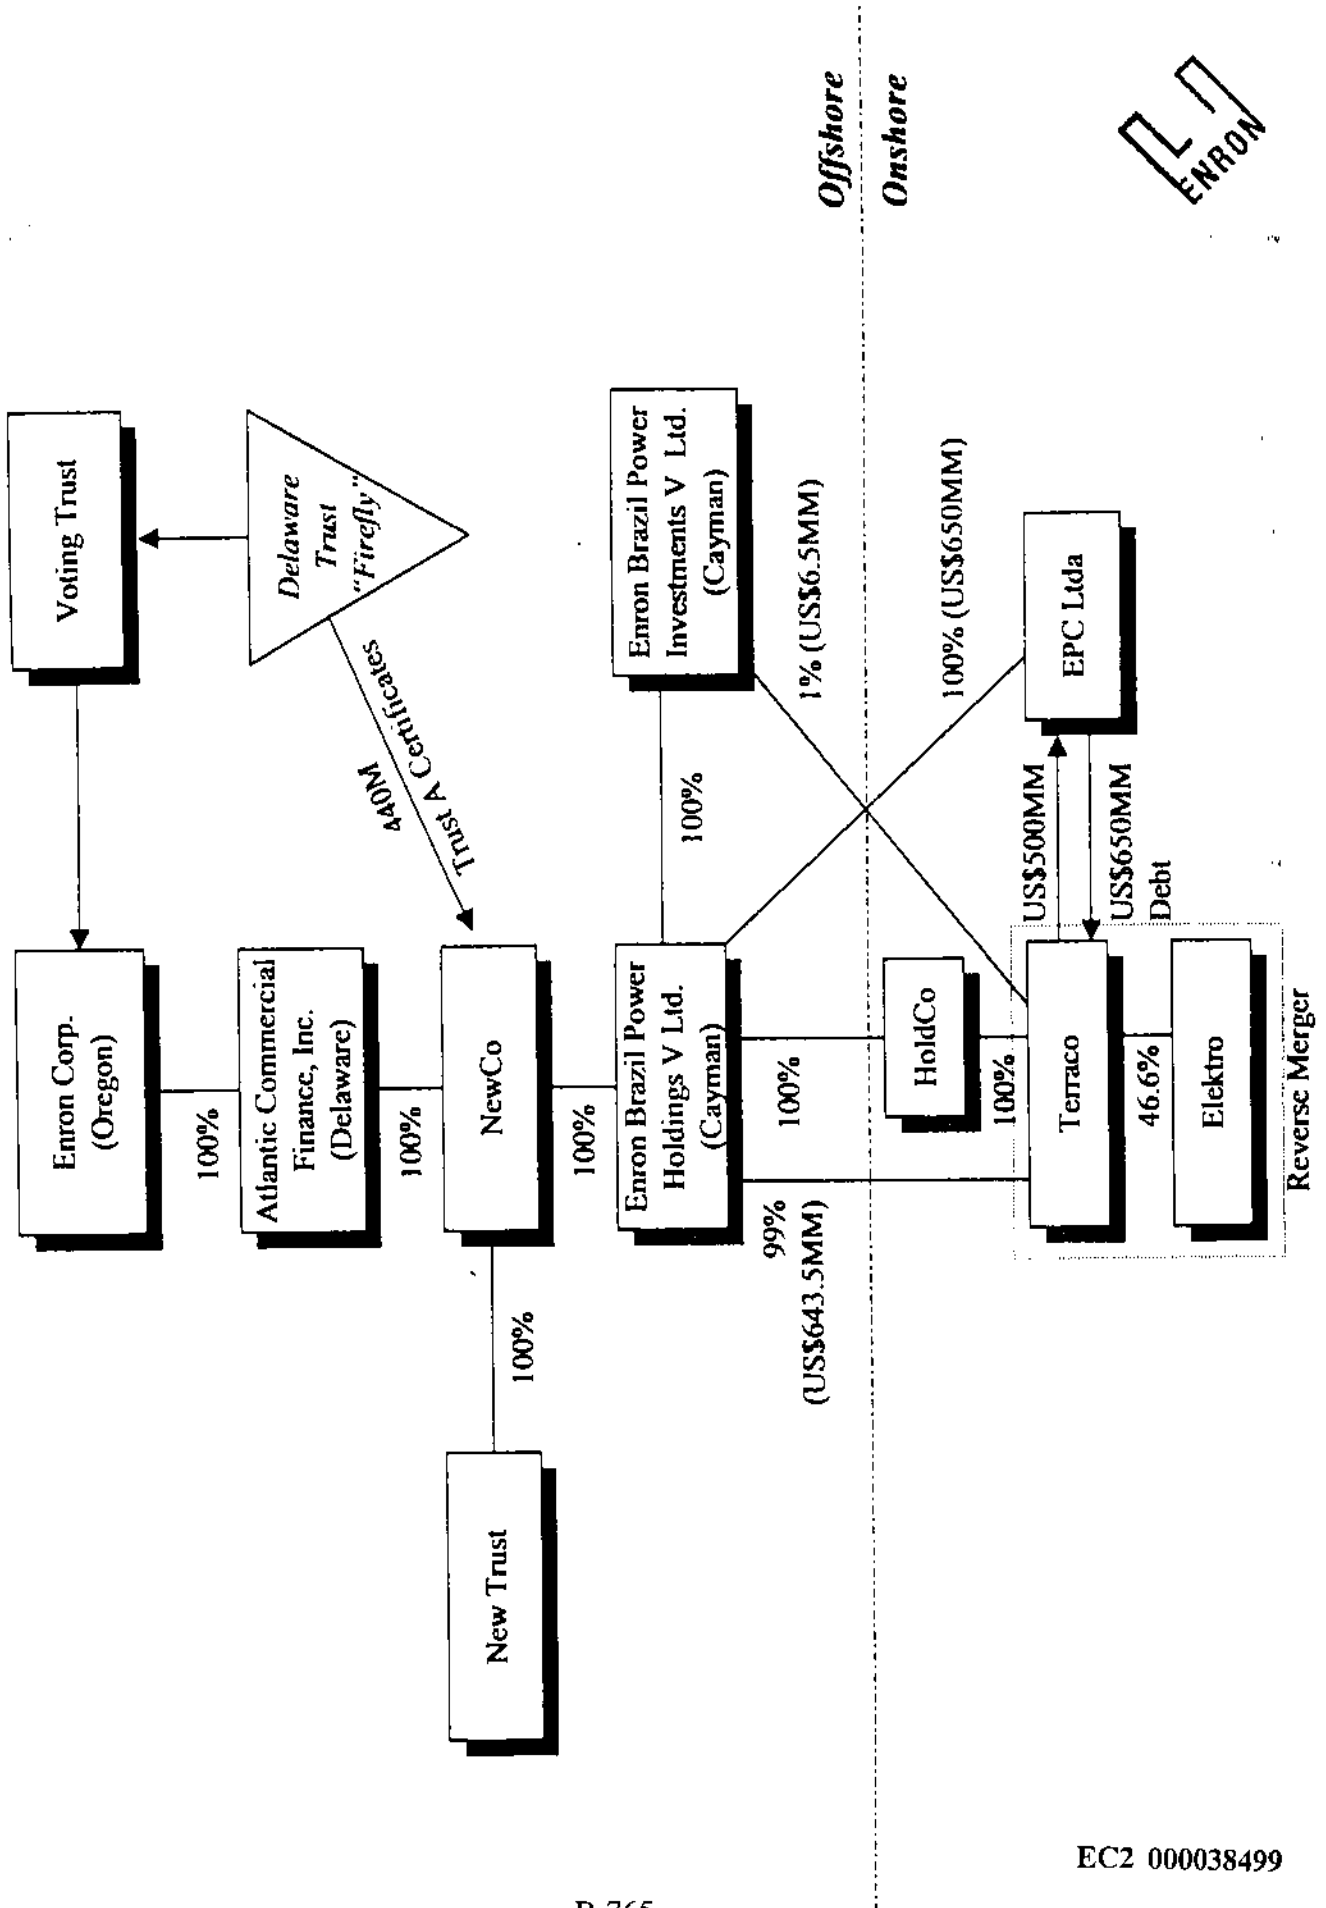 Voting Trust
Enron Corp.
(Oregon)
Delaware
Trust
“Firefly”
100%
Atlantic Commercial
Finance, Inc.
(Delaware)
440M
Trust A Certificates
100%
New Trust
100%
NewCo
100%
Enron Brazil Power
Holdings V Ltd.
(Cayman)
100%
Enron Brazil Power
Investments V Ltd.
(Cayman)
99%
(US$643.5MM)
100%
1% (US$6.5MM)
Offshore
Onshore
HoldCo
100% (US$650MM)
100%
Terraco
US$500MM
US$650MM
Debt
EPC Ltda
46.6%
Elektro
Reverse Merger
ENRON
EC2 000038499